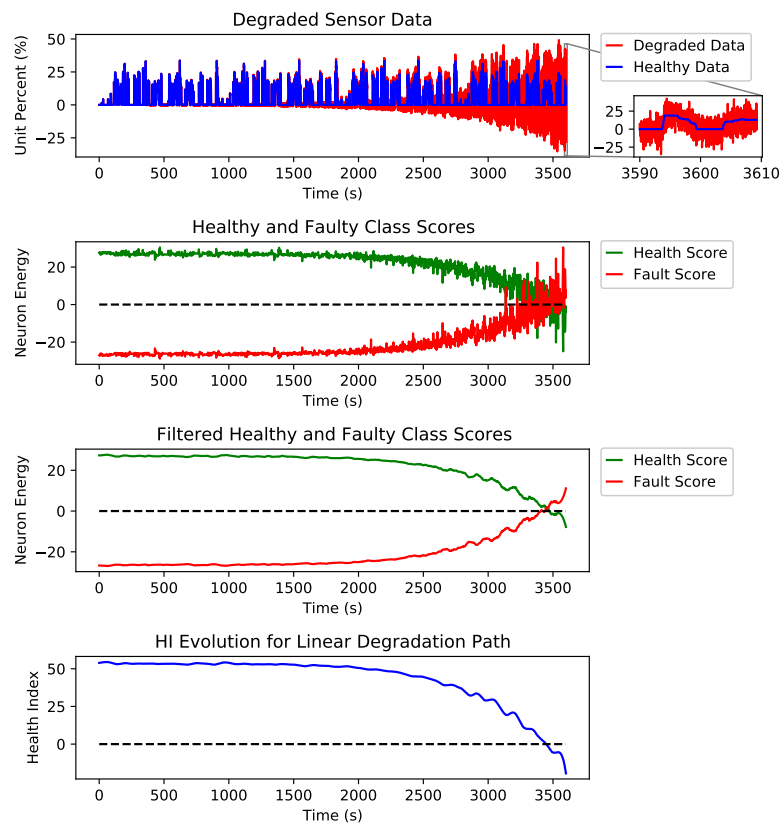 Degraded Sensor Data
Unit Percent (%)
50
25
0
−25
0 500 1000 1500 2000 2500 3000 3500
Time (s)
Degraded Data
Healthy Data
25
0
−25
3590 3600 3610
Healthy and Faulty Class Scores
Neuron Energy
20
0
−20
0 500 1000 1500 2000 2500 3000 3500
Time (s)
Health Score
Fault Score
Filtered Healthy and Faulty Class Scores
Neuron Energy
20
0
−20
0 500 1000 1500 2000 2500 3000 3500
Time (s)
Health Score
Fault Score
HI Evolution for Linear Degradation Path
Health Index
50
25
0
0 500 1000 1500 2000 2500 3000 3500
Time (s)